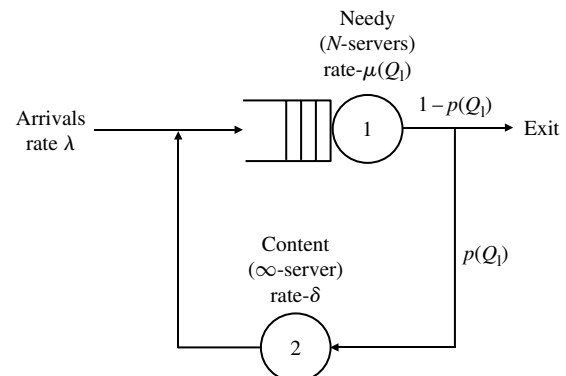 Needy
(N-servers)
rate-μ(Q₁)
Arrivals
rate λ
1
1 – p(Q₁)
Exit
p(Q₁)
Content
(∞-server)
rate-δ
2